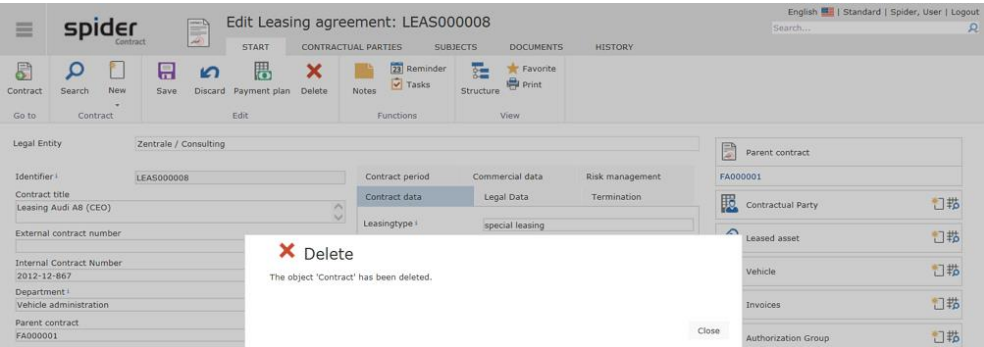 English | Standard | Spider, User | Logout
spider
Contract
Edit Leasing agreement: LEAS000008
Search...
START CONTRACTUAL PARTIES SUBJECTS DOCUMENTS HISTORY
Contract Search New Save Discard Payment plan Delete Notes 23 Reminder Tasks Structure Favorite Print
Go to Contract Edit Functions View
Legal Entity Zentrale / Consulting
Identifier i LEAS000008
Contract title
Leasing Audi A8 (CEO)
External contract number
Internal Contract Number
2012-12-867
Department i
Vehicle administration
Parent contract
FA000001
Contract period Commercial data Risk management
Contract data Legal Data Termination
Leasingtype i special leasing
Delete
The object 'Contract' has been deleted.
Close
Parent contract
FA000001
Contractual Party
Leased asset
Vehicle
Invoices
Authorization Group